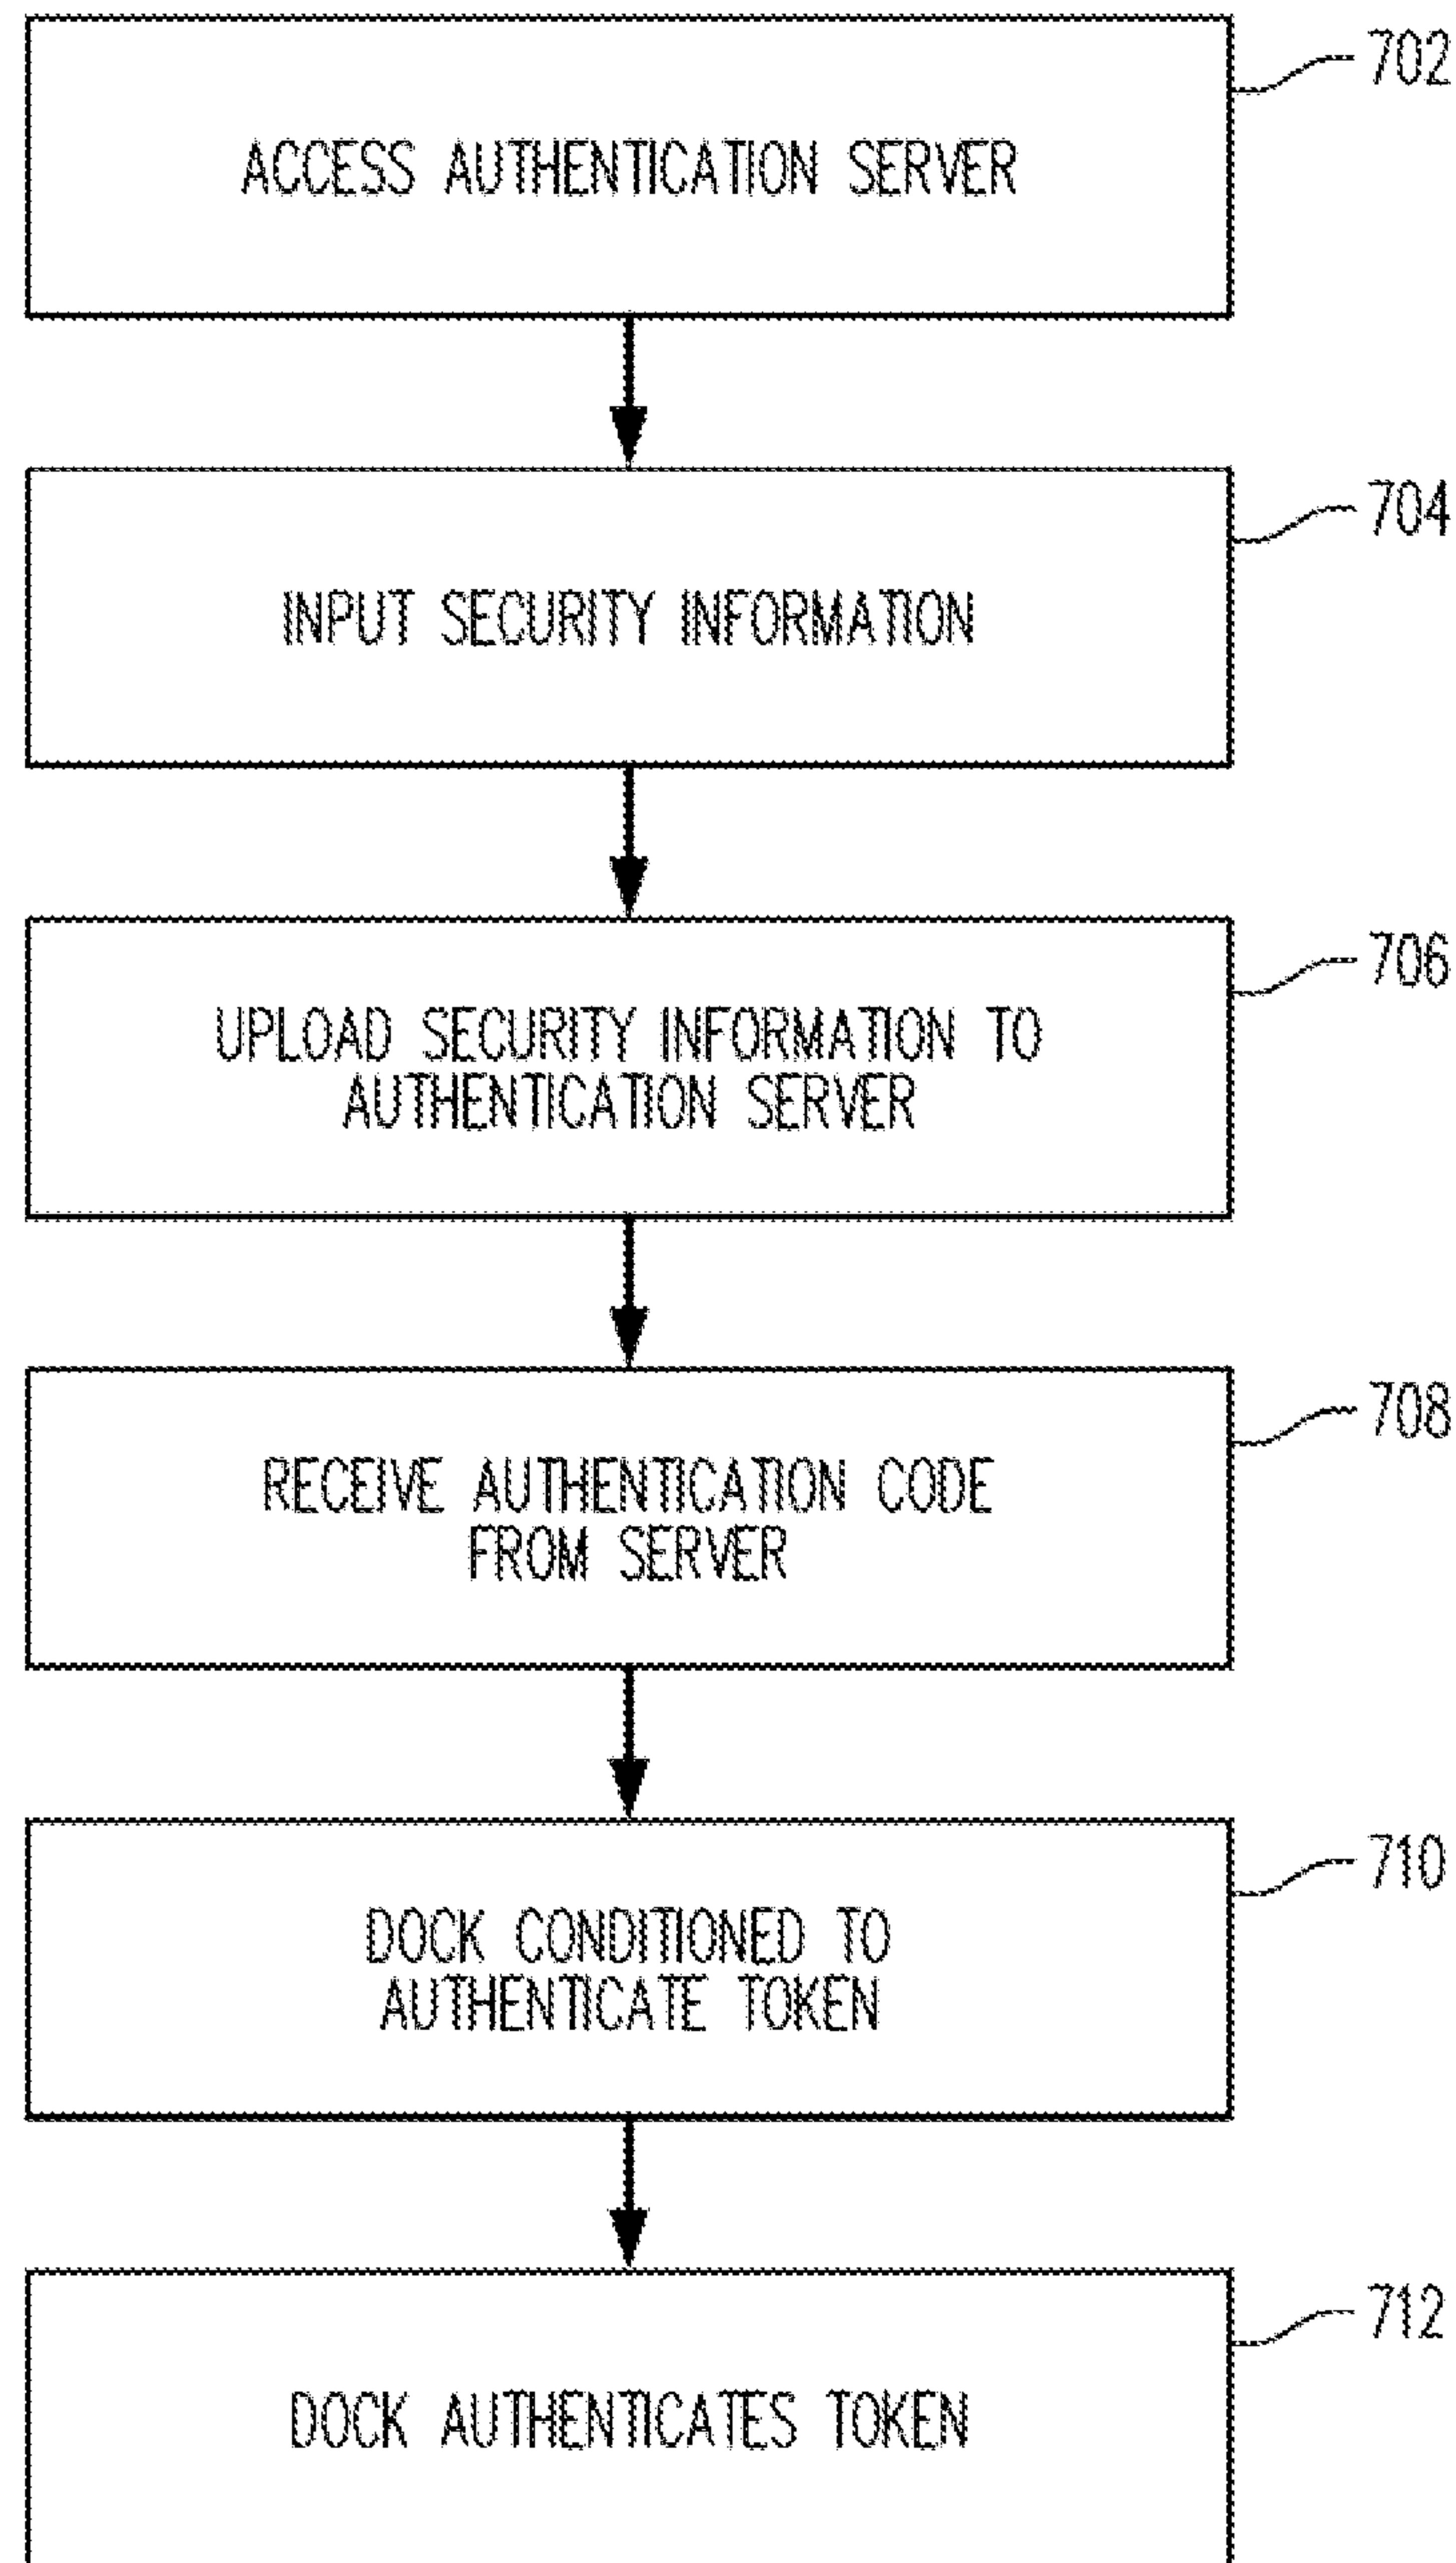 702
ACCESS AUTHENTICATION SERVER
704
INPUT SECURITY INFORMATION
706
UPLOAD SECURITY INFORMATION TO
AUTHENTICATION SERVER
708
RECEIVE AUTHENTICATION CODE
FROM SERVER
710
DOCK CONDITIONED TO
AUTHENTICATE TOKEN
712
DOCK AUTHENTICATES TOKEN